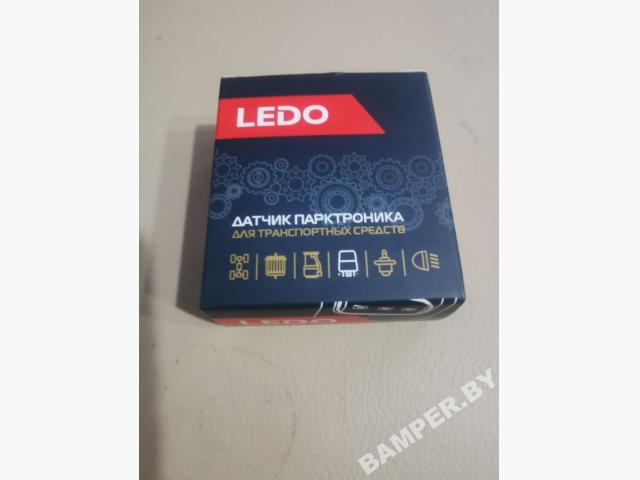 LEDO
ДАТЧИК ПАРКТРОНИКА
ДЛЯ ТРАНСПОРТНЫХ СРЕДСТВ
LEDO
BAMPER.BY